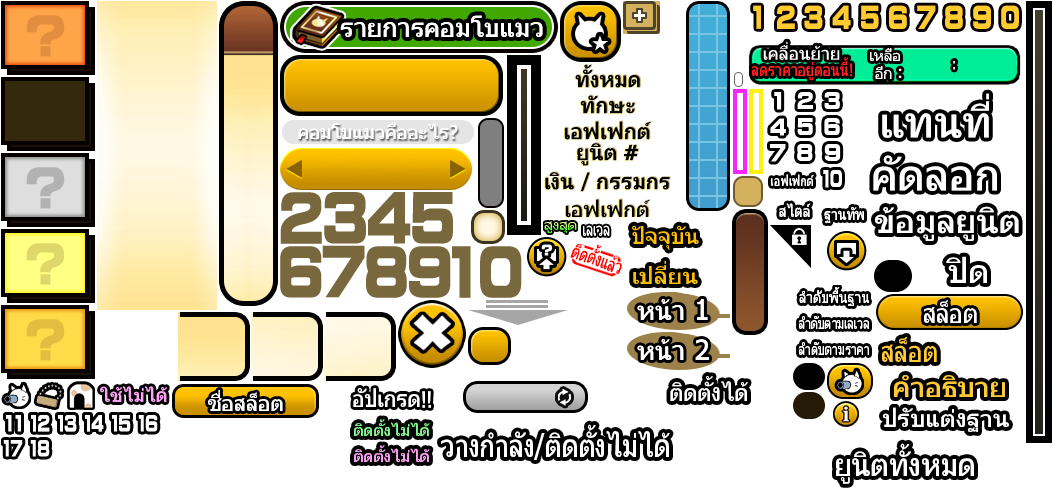 รายการคอมโบแมว
คอมโบแมวคืออะไร?
2345
678910
ทั้งหมด
ทักษะ
เอฟเฟกต์
ยูนิต #
เงิน / กรรมกร
เอฟเฟกต์
สูงสุด เลเวล
ติดตั้งแล้ว
ปัจจุบัน
เปลี่ยน
หน้า 1
หน้า 2
ติดตั้งได้
1234567890
เคลื่อนย้าย
ลดราคาอยู่ตอนนี้!
เหลือ
อีก : :
1 2 3
4 5 6
7 8 9
เอฟเฟกต์ 10
สไตล์ ฐานทัพ
แทนที่
คัดลอก
ข้อมูลยูนิต
ปิด
สล็อต
สล็อต
คำอธิบาย
ปรับแต่งฐาน
ยูนิตทั้งหมด
ลำดับพื้นฐาน
ลำดับตามเลเวล
ลำดับตามราคา
ใช้ไม่ได้
11 12 13 14 15 16
17 18
ชื่อสล็อต
อัปเกรด!!
ติดตั้งไม่ได้
ติดตั้งไม่ได้
วางกำลัง/ติดตั้งไม่ได้
?
?
?
?